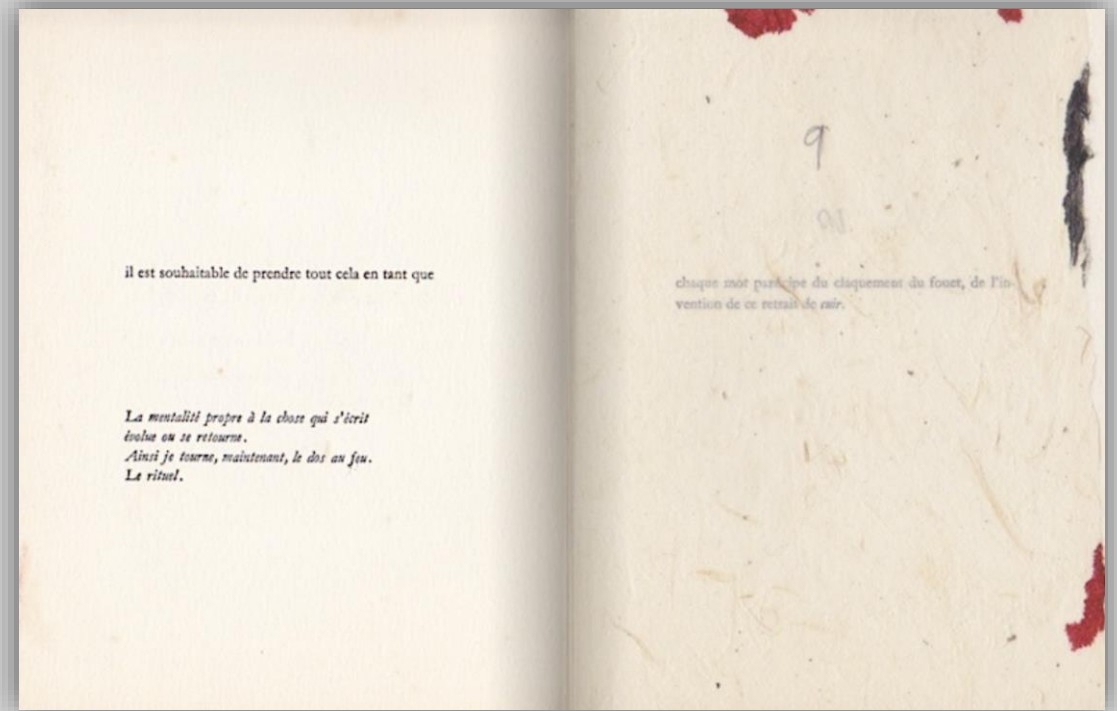 il est souhaitable de prendre tout cela en tant que
La mentalité propre à la chose qui s'écrit
évolue ou se retourne.
Ainsi je tourne, maintenant, le dos au feu.
Le rituel.
9
chaque mot participe du claquement du fouet, de l'in-
vention de ce retrait de cuir.